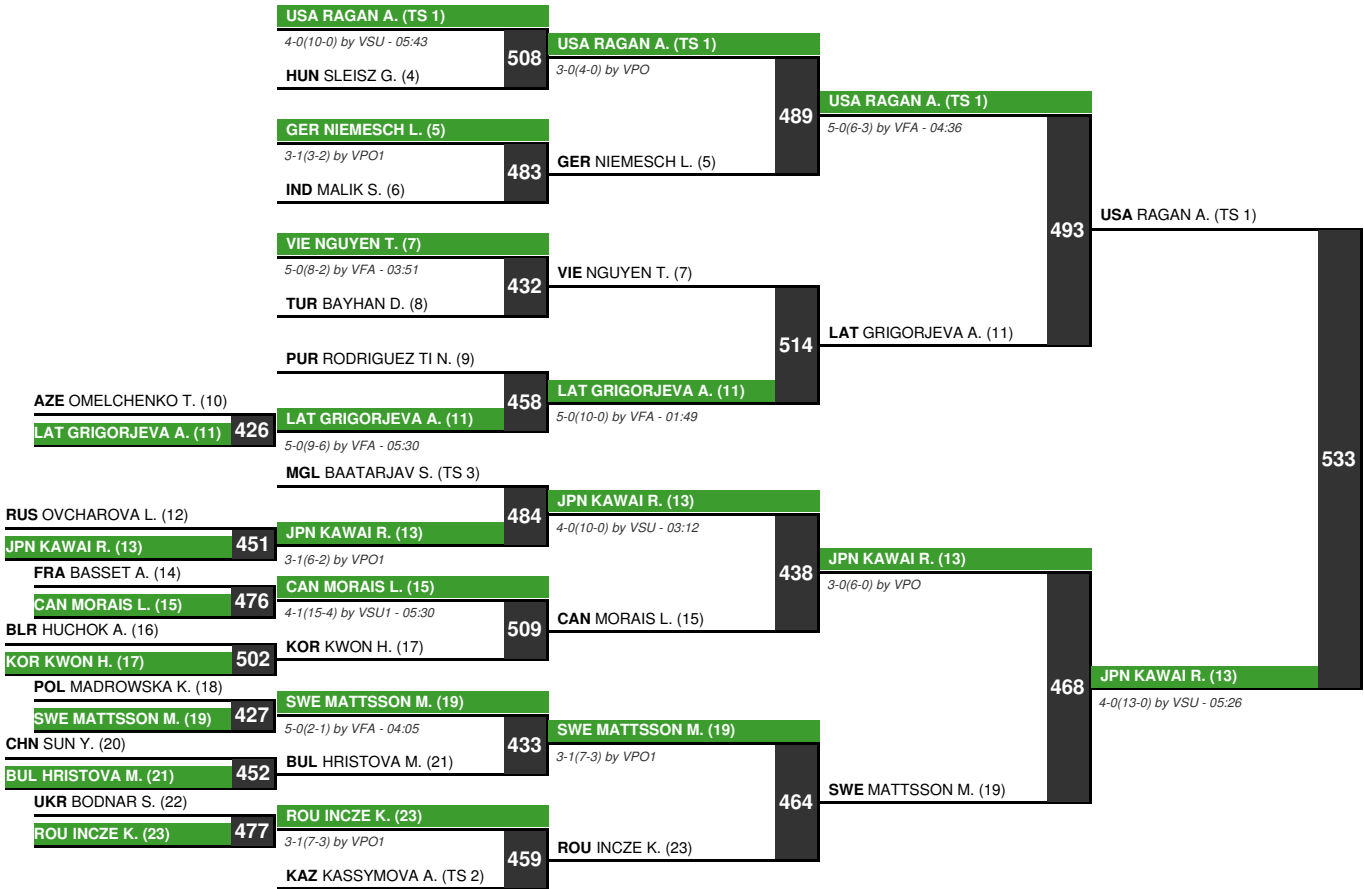 USA RAGAN A. (TS 1)
4-0(10-0) by VSU - 05:43
508
HUN SLEISZ G. (4)
USA RAGAN A. (TS 1)
3-0(4-0) by VPO
489
GER NIEMESCH L. (5)
3-1(3-2) by VPO1
483
IND MALIK S. (6)
GER NIEMESCH L. (5)
USA RAGAN A. (TS 1)
5-0(6-3) by VFA - 04:36
493
VIE NGUYEN T. (7)
5-0(8-2) by VFA - 03:51
432
TUR BAYHAN D. (8)
VIE NGUYEN T. (7)
514
LAT GRIGORJEVA A. (11)
PUR RODRIGUEZ TI N. (9)
458
AZE OMELCHENKO T. (10)
LAT GRIGORJEVA A. (11)
426
LAT GRIGORJEVA A. (11)
5-0(9-6) by VFA - 05:30
LAT GRIGORJEVA A. (11)
5-0(10-0) by VFA - 01:49
USA RAGAN A. (TS 1)
533
MGL BAATARJAV S. (TS 3)
484
RUS OVCHAROVA L. (12)
JPN KAWAI R. (13)
451
JPN KAWAI R. (13)
3-1(6-2) by VPO1
JPN KAWAI R. (13)
4-0(10-0) by VSU - 03:12
438
FRA BASSET A. (14)
CAN MORAIS L. (15)
476
CAN MORAIS L. (15)
4-1(15-4) by VSU1 - 05:30
509
BLR HUCHOK A. (16)
KOR KWON H. (17)
502
KOR KWON H. (17)
CAN MORAIS L. (15)
JPN KAWAI R. (13)
3-0(6-0) by VPO
468
POL MADROWSKA K. (18)
SWE MATTSSON M. (19)
427
SWE MATTSSON M. (19)
5-0(2-1) by VFA - 04:05
433
CHN SUN Y. (20)
BUL HRISTOVA M. (21)
452
BUL HRISTOVA M. (21)
SWE MATTSSON M. (19)
3-1(7-3) by VPO1
464
UKR BODNAR S. (22)
ROU INCZE K. (23)
477
ROU INCZE K. (23)
3-1(7-3) by VPO1
459
KAZ KASSYMOVA A. (TS 2)
ROU INCZE K. (23)
SWE MATTSSON M. (19)
JPN KAWAI R. (13)
4-0(13-0) by VSU - 05:26